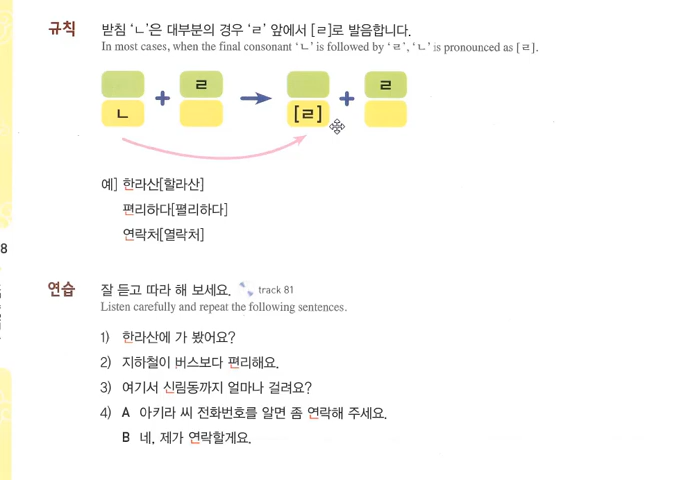 규칙 받침 ‘ㄴ’은 대부분의 경우 ‘ㄹ’ 앞에서 [ㄹ]로 발음합니다.
In most cases, when the final consonant ‘ㄴ’ is followed by ‘ㄹ’, ‘ㄴ’ is pronounced as [ㄹ].
ㄹ ㄹ
ㄴ + → [ㄹ] +
예] 한라산[할라산]
편리하다[펼리하다]
연락처[열락처]
8
연습 잘 듣고 따라 해 보세요. track 81
Listen carefully and repeat the following sentences.
1) 한라산에 가 봤어요?
2) 지하철이 버스보다 편리해요.
3) 여기서 신림동까지 얼마나 걸려요?
4) A 아키라 씨 전화번호를 알면 좀 연락해 주세요.
B 네, 제가 연락할게요.